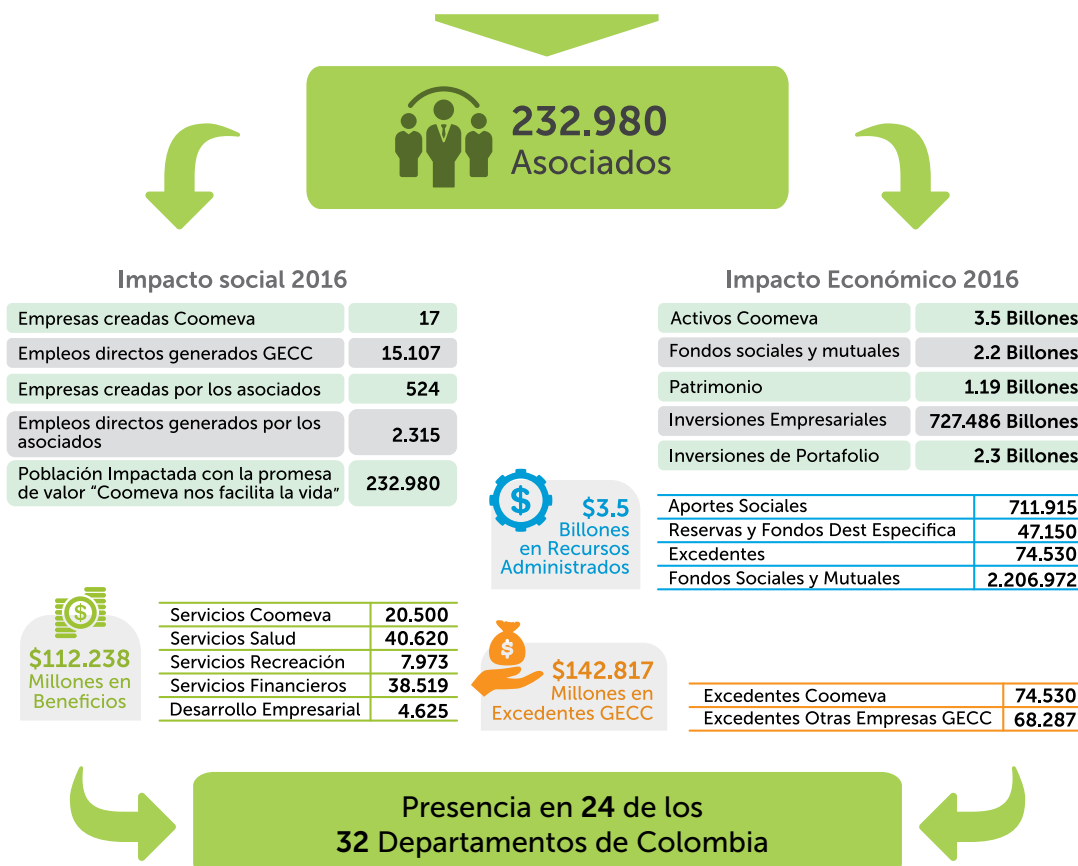 232.980
Asociados
Impacto social 2016
Empresas creadas Coomeva 17
Empleos directos generados GECC 15.107
Empresas creadas por los asociados 524
Empleos directos generados por los
asociados 2.315
Población Impactada con la promesa
de valor “Coomeva nos facilita la vida” 232.980
Impacto Económico 2016
Activos Coomeva 3.5 Billones
Fondos sociales y mutuales 2.2 Billones
Patrimonio 1.19 Billones
Inversiones Empresariales 727.486 Billones
Inversiones de Portafolio 2.3 Billones
$3.5
Billones
en Recursos
Administrados
Aportes Sociales 711.915
Reservas y Fondos Dest Especifica 47.150
Excedentes 74.530
Fondos Sociales y Mutuales 2.206.972
$112.238
Millones en
Beneficios
Servicios Coomeva 20.500
Servicios Salud 40.620
Servicios Recreación 7.973
Servicios Financieros 38.519
Desarrollo Empresarial 4.625
$142.817
Millones en
Excedentes GECC
Excedentes Coomeva 74.530
Excedentes Otras Empresas GECC 68.287
Presencia en 24 de los
32 Departamentos de Colombia